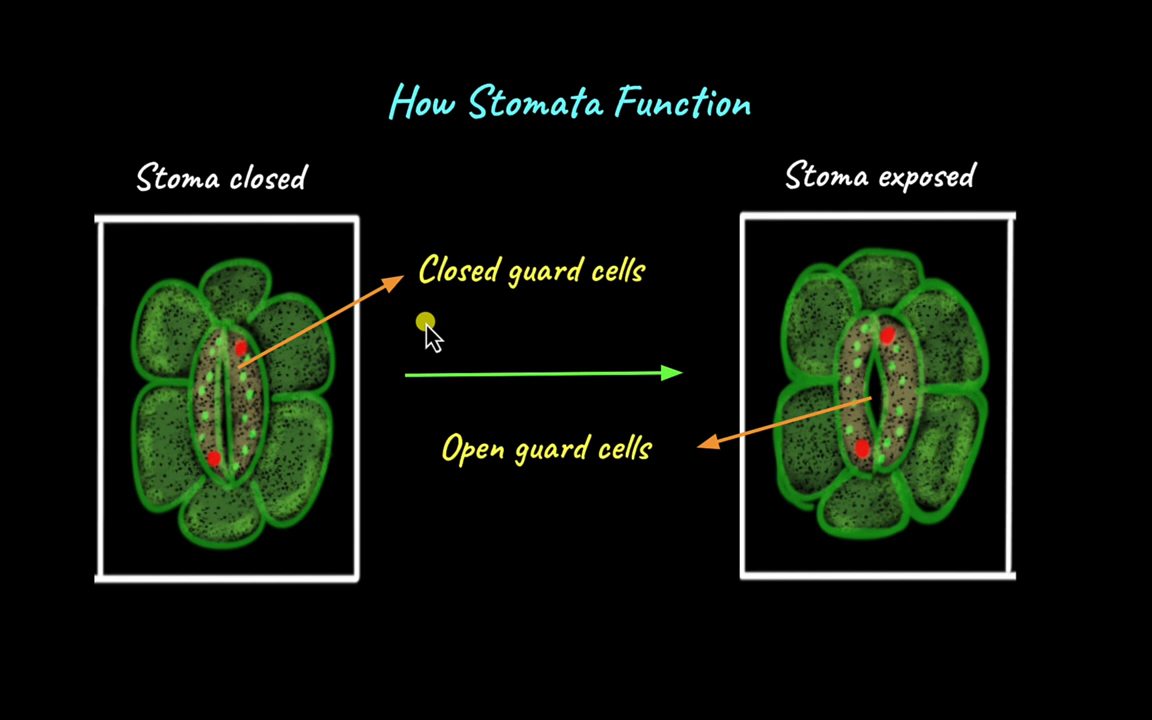 How Stomata Function
Stoma closed
Stoma exposed
Closed guard cells
Open guard cells